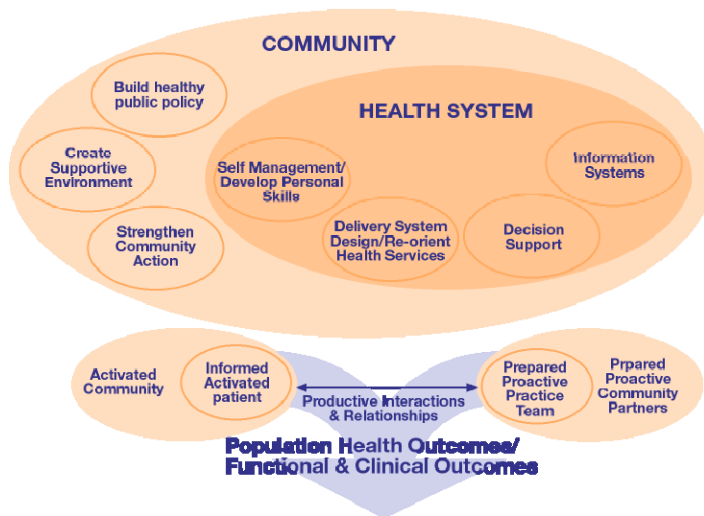 COMMUNITY
Build healthy
public policy
HEALTH SYSTEM
Create
Supportive
Environment
Self Management/
Develop Personal
Skills
Information
Systems
Strengthen
Community
Action
Delivery System
Design/Re-orient
Health Services
Decision
Support
Activated
Community
Informed
Activated
patient
Productive Interactions
& Relationships
Prepared
Proactive
Practice
Team
Prpared
Proactive
Community
Partners
Population Health Outcomes/
Functional & Clinical Outcomes